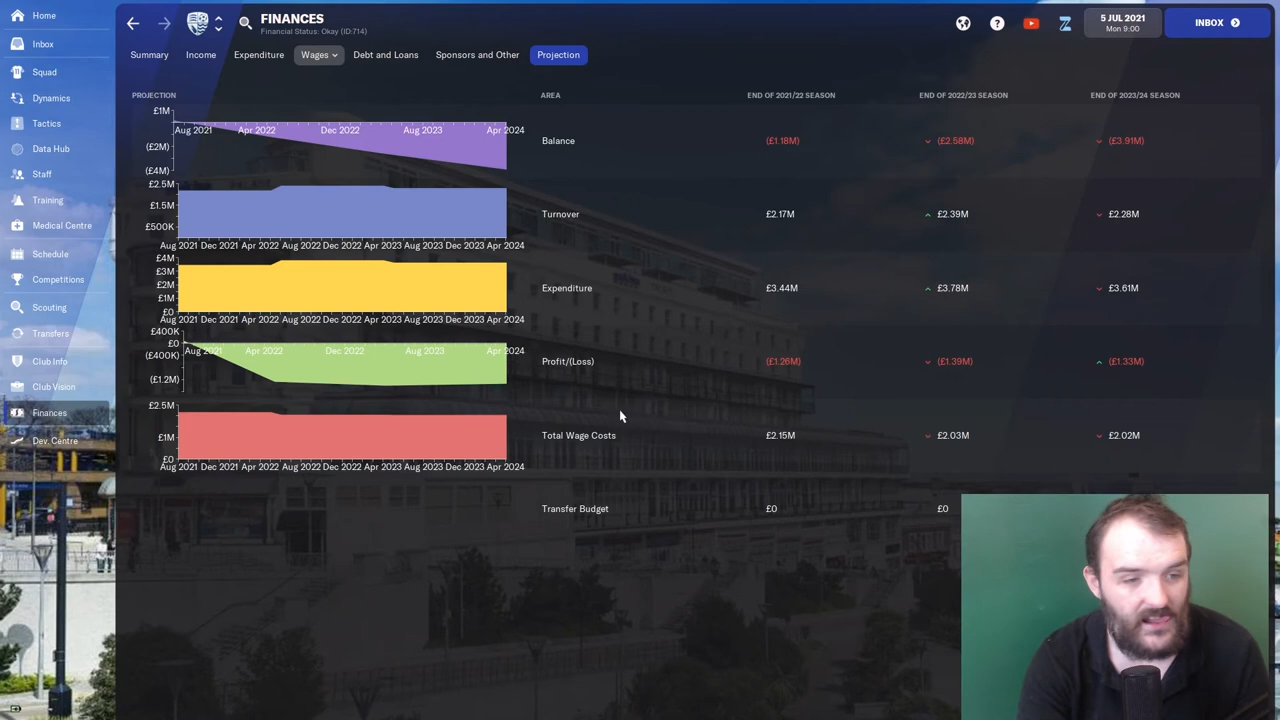 Home
Inbox
Squad
Dynamics
Tactics
Data Hub
Staff
Training
Medical Centre
Schedule
Competitions
Scouting
Transfers
Club Info
Club Vision
Finances
Dev. Centre
FINANCES
Financial Status: Okay (ID:714)
5 JUL 2021
Mon 9:00
INBOX
Summary Income Expenditure Wages Debt and Loans Sponsors and Other Projection
PROJECTION AREA END OF 2021/22 SEASON END OF 2022/23 SEASON END OF 2023/24 SEASON
£1M
(£2M)
(£4M)
Aug 2021 Apr 2022 Dec 2022 Aug 2023 Apr 2024
Balance (£1.18M) (£2.58M) (£3.91M)
£2.5M
£1.5M
£500K
Aug 2021 Dec 2021 Apr 2022 Aug 2022 Dec 2022 Apr 2023 Aug 2023 Dec 2023 Apr 2024
Turnover £2.17M £2.39M £2.28M
£4M
£3M
£2M
£1M
£0
Aug 2021 Dec 2021 Apr 2022 Aug 2022 Dec 2022 Apr 2023 Aug 2023 Dec 2023 Apr 2024
Expenditure £3.44M £3.78M £3.61M
£400K
£0
(£400K)
(£1.2M)
Aug 2021 Apr 2022 Dec 2022 Aug 2023 Apr 2024
Profit/(Loss) (£1.26M) (£1.39M) (£1.33M)
£2.5M
£1M
£0
Aug 2021 Dec 2021 Apr 2022 Aug 2022 Dec 2022 Apr 2023 Aug 2023 Dec 2023 Apr 2024
Total Wage Costs £2.15M £2.03M £2.02M
Transfer Budget £0 £0